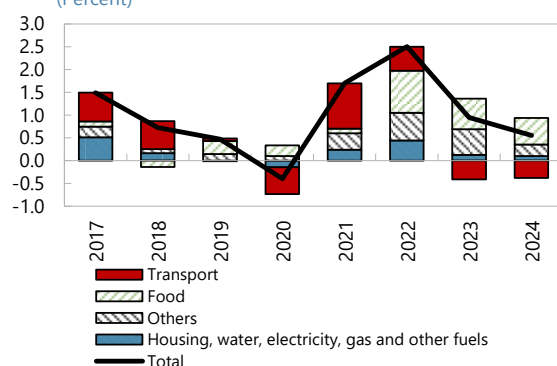 (Percent)
3.0
2.5
2.0
1.5
1.0
0.5
0.0
-0.5
-1.0
2017 2018 2019 2020 2021 2022 2023 2024
Transport
Food
Others
Housing, water, electricity, gas and other fuels
Total